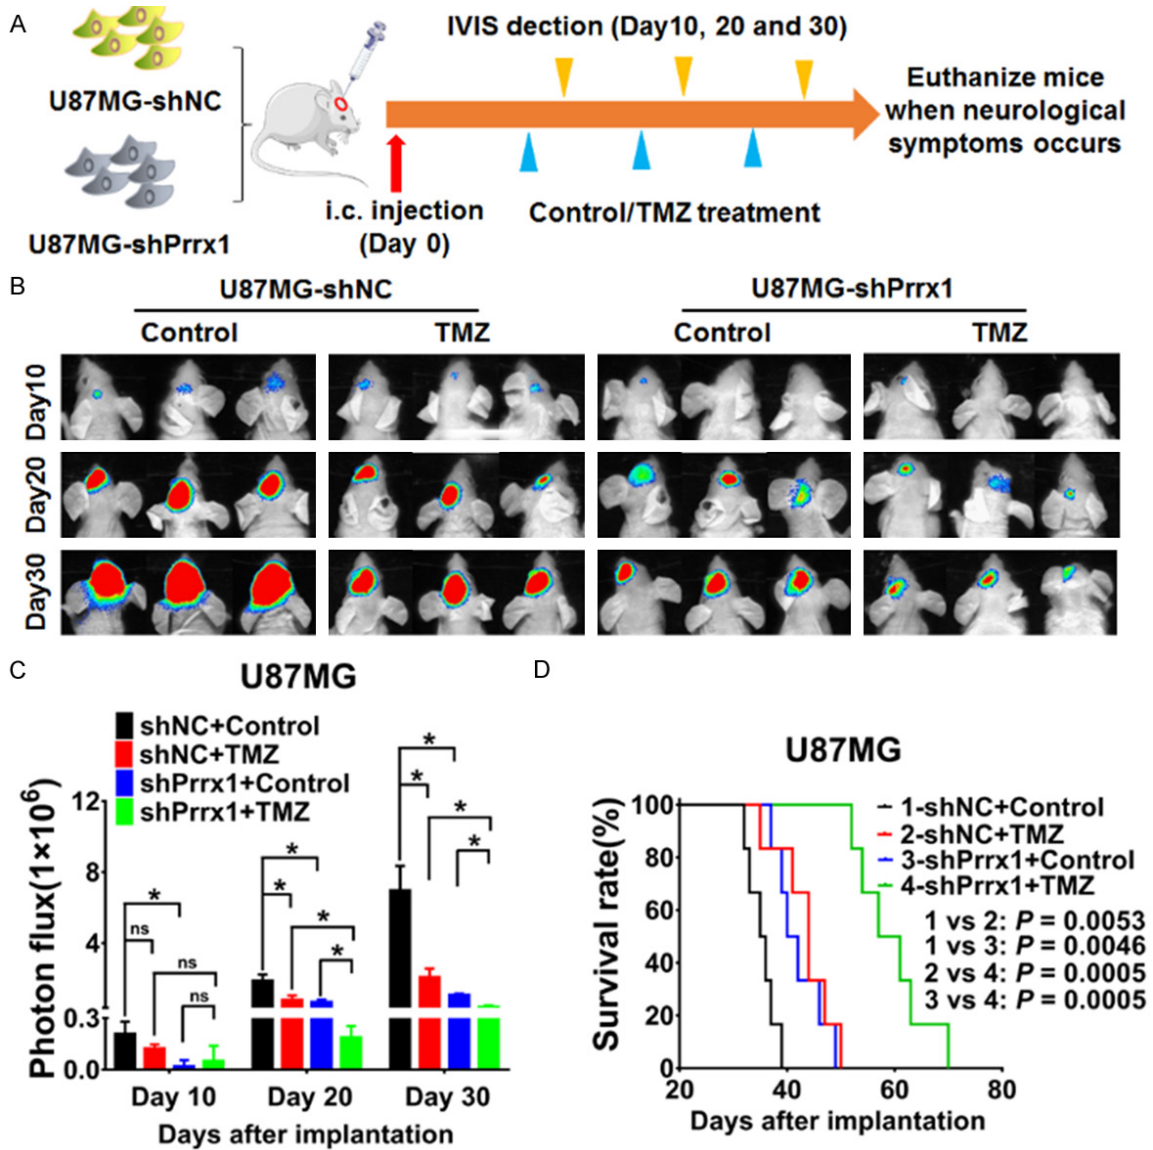 A
IVIS dection (Day10, 20 and 30)
U87MG-shNC
U87MG-shPrrx1
i.c. injection
(Day 0)
Control/TMZ treatment
Euthanize mice
when neurological
symptoms occurs
B
U87MG-shNC
U87MG-shPrrx1
Control
TMZ
Control
TMZ
Day10
Day20
Day30
C
U87MG
shNC+Control
shNC+TMZ
shPrrx1+Control
shPrrx1+TMZ
Photon flux(1×10⁶)
12
8
4
0.3
0.0
ns
*
ns
ns
*
*
*
*
*
*
*
*
Day 10
Day 20
Day 30
Days after implantation
D
U87MG
Survival rate(%)
100
80
60
40
20
0
1-shNC+Control
2-shNC+TMZ
3-shPrrx1+Control
4-shPrrx1+TMZ
1 vs 2: P = 0.0053
1 vs 3: P = 0.0046
2 vs 4: P = 0.0005
3 vs 4: P = 0.0005
20
40
60
80
Days after implantation